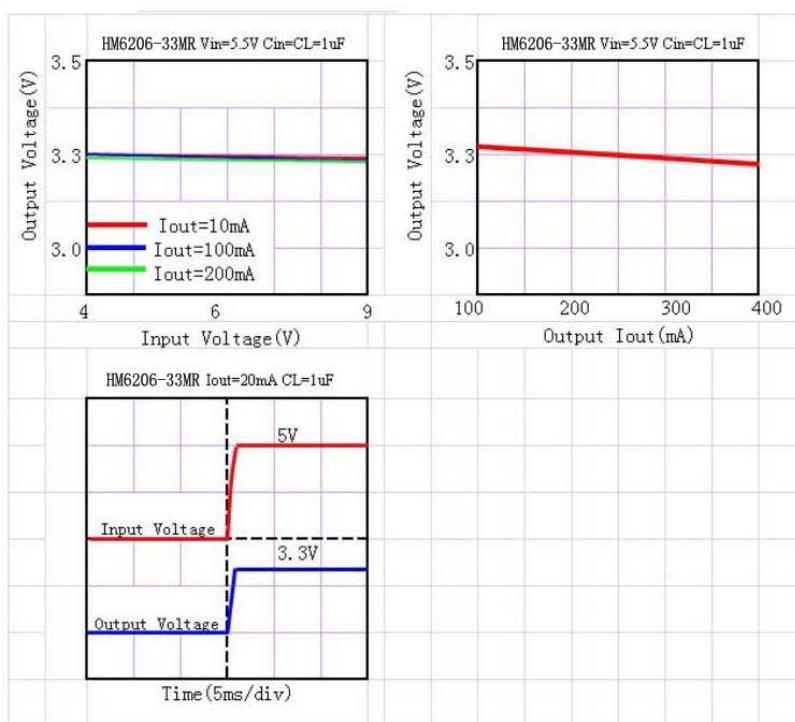 HM6206-33MR Vin=5.5V Cin=CL=1uF
Output Voltage(V)
3.5
3.3
3.0
Iout=10mA
Iout=100mA
Iout=200mA
4 6 9
Input Voltage(V)
HM6206-33MR Vin=5.5V Cin=CL=1uF
Output Voltage(V)
3.5
3.3
3.0
100 200 300 400
Output Iout(mA)
HM6206-33MR Iout=20mA CL=1uF
5V
Input Voltage
3.3V
Output Voltage
Time(5ms/div)